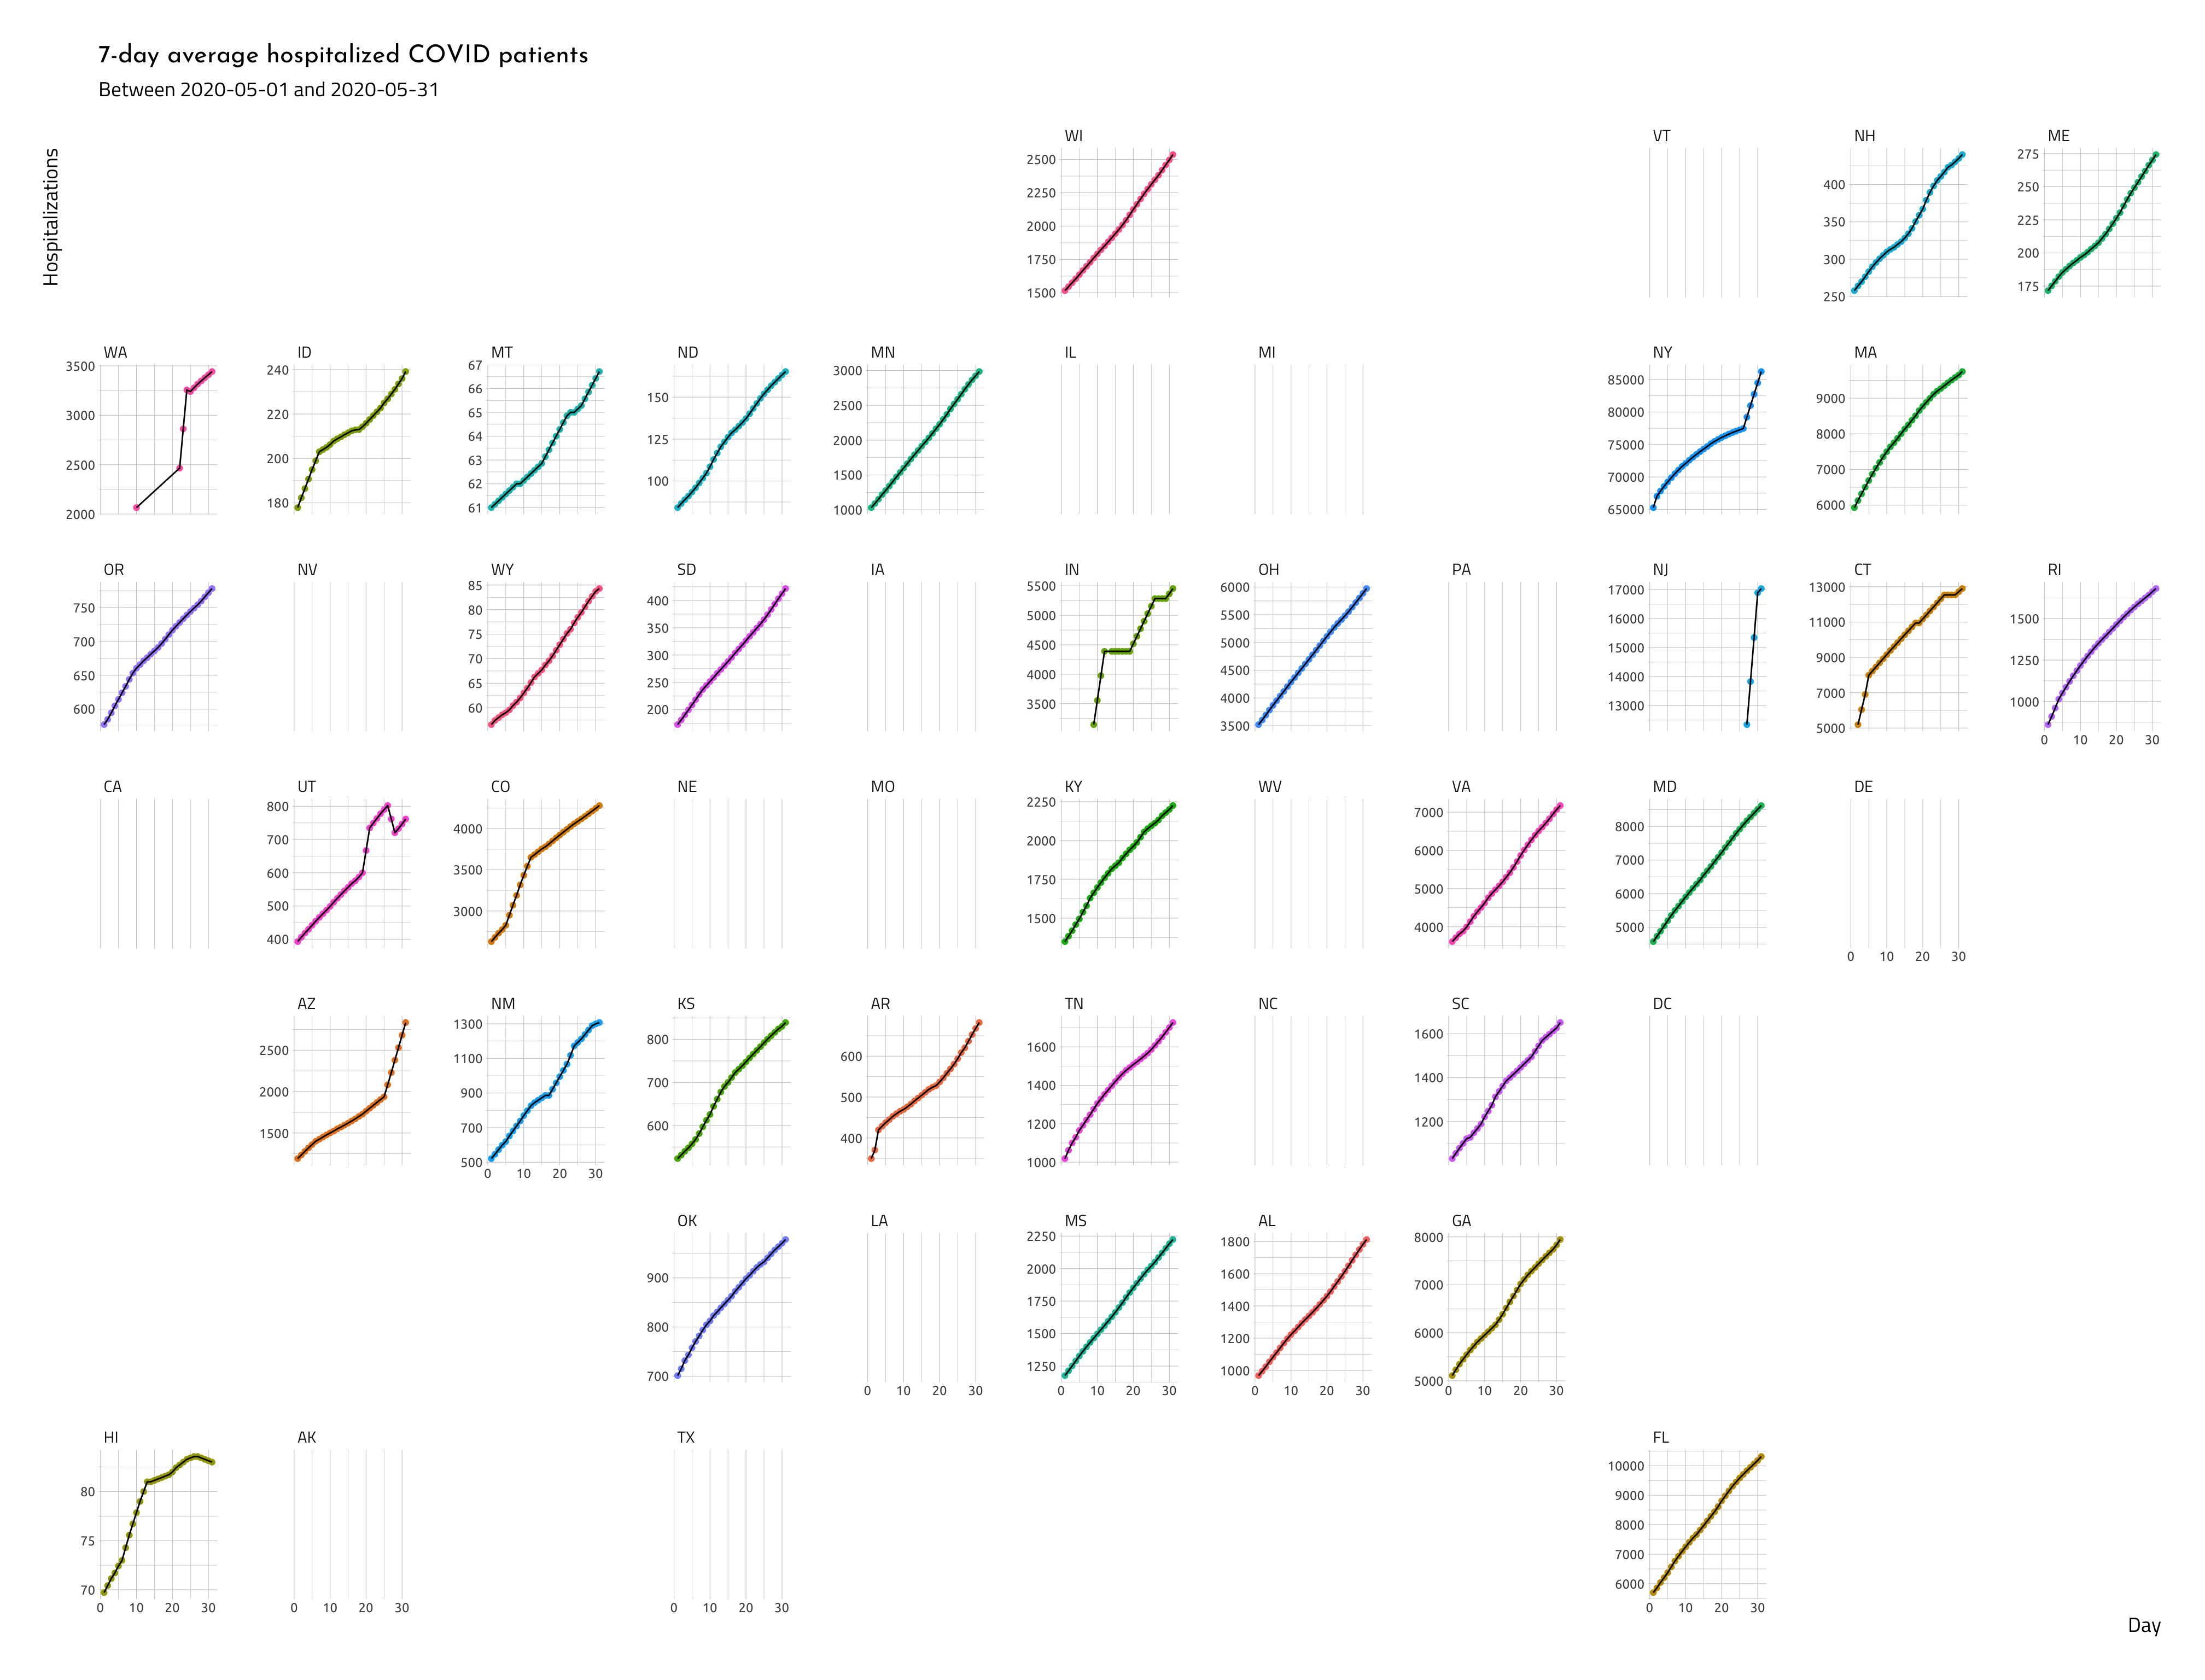 7-day average hospitalized COVID patients
Between 2020-05-01 and 2020-05-31
Hospitalizations
WI
2500
2250
2000
1750
1500
VT
NH
400
350
300
250
ME
275
250
225
200
175
WA
3500
3000
2500
2000
ID
240
220
200
180
MT
67
66
65
64
63
62
61
ND
150
125
100
MN
3000
2500
2000
1500
1000
IL
MI
NY
85000
80000
75000
70000
65000
MA
9000
8000
7000
6000
OR
750
700
650
600
NV
WY
85
80
75
70
65
60
SD
400
350
300
250
200
IA
IN
5500
5000
4500
4000
3500
OH
6000
5500
5000
4500
4000
3500
PA
NJ
17000
16000
15000
14000
13000
CT
13000
11000
9000
7000
5000
RI
1500
1250
1000
0 10 20 30
CA
UT
800
700
600
500
400
CO
4000
3500
3000
NE
MO
KY
2250
2000
1750
1500
WV
VA
7000
6000
5000
4000
MD
8000
7000
6000
5000
DE
0 10 20 30
AZ
2500
2000
1500
NM
1300
1100
900
700
500
0 10 20 30
KS
800
700
600
AR
600
500
400
TN
1600
1400
1200
1000
NC
SC
1600
1400
1200
DC
OK
900
800
700
LA
0 10 20 30
MS
2250
2000
1750
1500
1250
0 10 20 30
AL
1800
1600
1400
1200
1000
0 10 20 30
GA
8000
7000
6000
5000
0 10 20 30
HI
80
75
70
0 10 20 30
AK
0 10 20 30
TX
0 10 20 30
FL
10000
9000
8000
7000
6000
0 10 20 30
Day